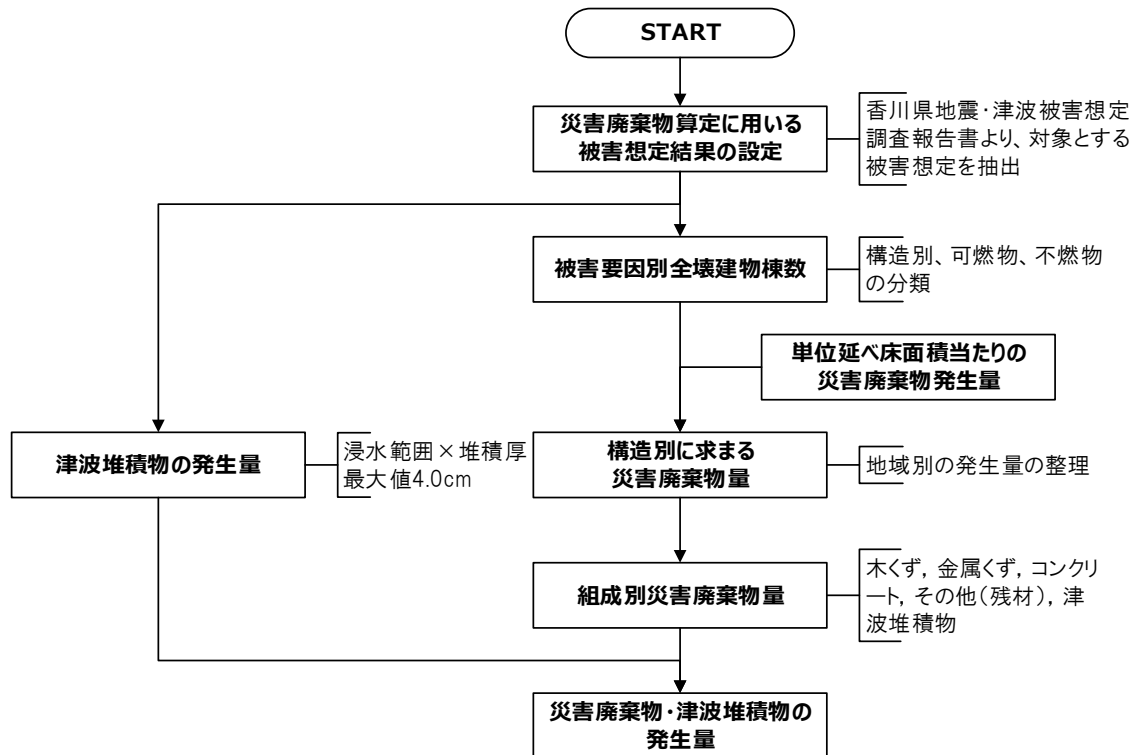 START
災害廃棄物算定に用いる
被害想定結果の設定
香川県地震・津波被害想定
調査報告書より、対象とする
被害想定を抽出
被害要因別全壊建物棟数
構造別、可燃物、不燃物
の分類
単位延べ床面積当たりの
災害廃棄物発生量
津波堆積物の発生量
浸水範囲×堆積厚
最大値4.0cm
構造別に求まる
災害廃棄物量
地域別の発生量の整理
組成別災害廃棄物量
木くず, 金属くず, コンクリ
ート, その他(残材), 津
波堆積物
災害廃棄物・津波堆積物の
発生量